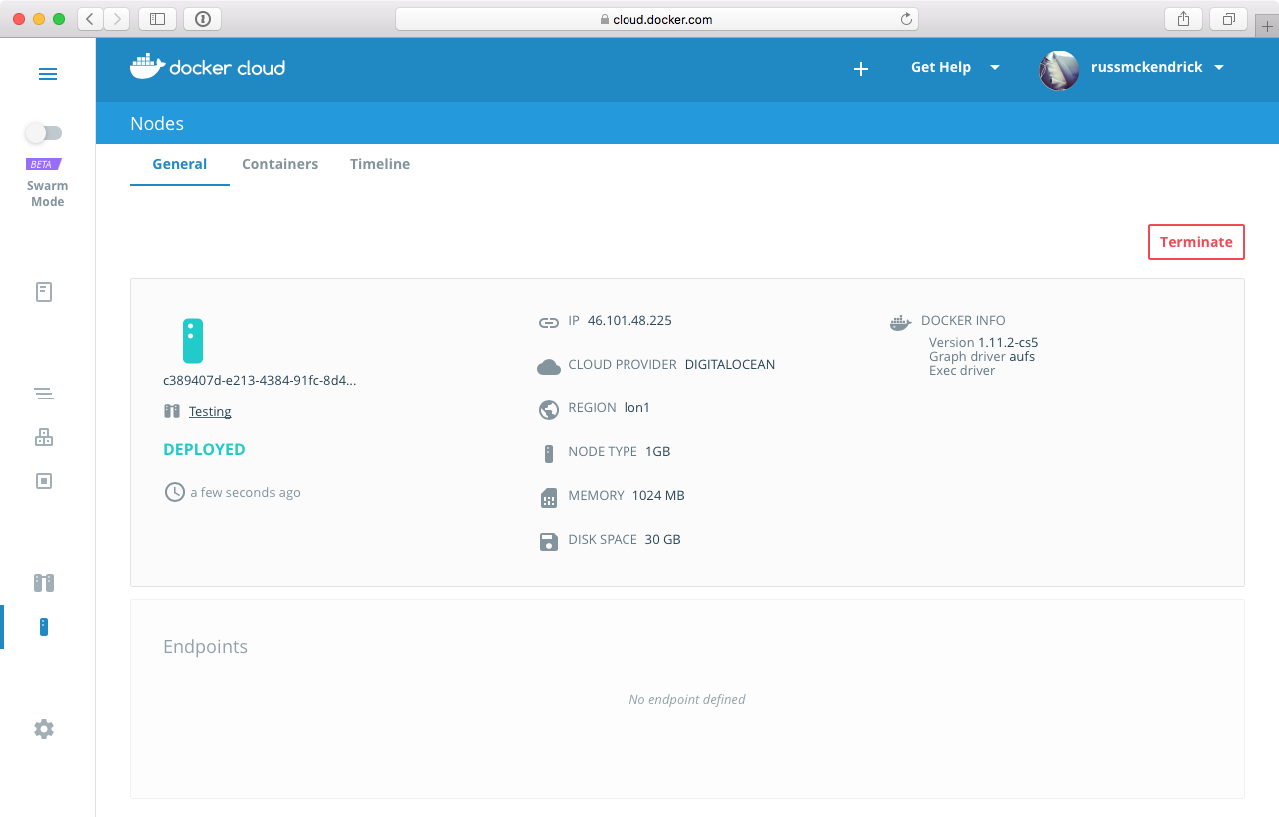 cloud.docker.com
docker cloud
Get Help
russmckendrick
Nodes
BETA
Swarm
Mode
General
Containers
Timeline
Terminate
c389407d-e213-4384-91fc-8d4...
Testing
DEPLOYED
a few seconds ago
IP 46.101.48.225
CLOUD PROVIDER DIGITALOCEAN
REGION lon1
NODE TYPE 1GB
MEMORY 1024 MB
DISK SPACE 30 GB
DOCKER INFO
Version 1.11.2-cs5
Graph driver aufs
Exec driver
Endpoints
No endpoint defined